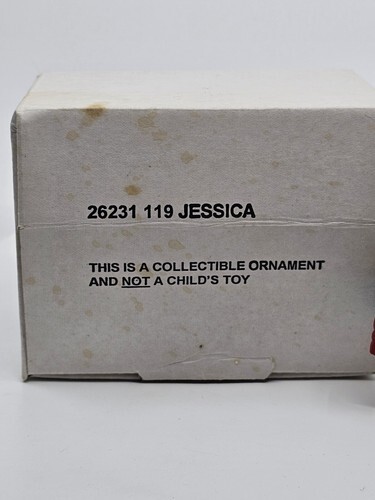 26231 119 JESSICA
THIS IS A COLLECTIBLE ORNAMENT
AND NOT A CHILD'S TOY